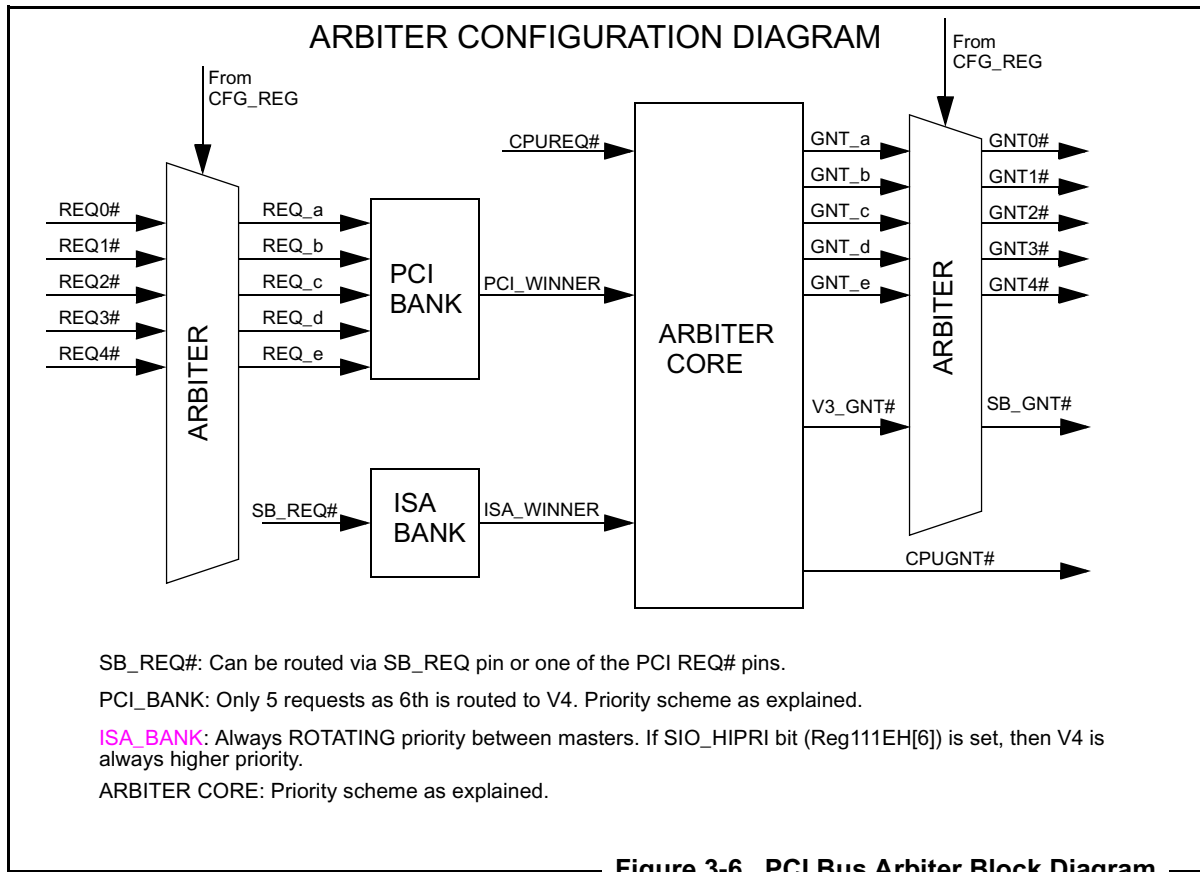 ARBITER CONFIGURATION DIAGRAM
From
CFG_REG
From
CFG_REG
REQ0#
REQ1#
REQ2#
REQ3#
REQ4#
ARBITER
REQ_a
REQ_b
REQ_c
REQ_d
REQ_e
PCI
BANK
PCI_WINNER
SB_REQ#
ISA
BANK
ISA_WINNER
CPUREQ#
ARBITER
CORE
GNT_a
GNT_b
GNT_c
GNT_d
GNT_e
V3_GNT#
ARBITER
GNT0#
GNT1#
GNT2#
GNT3#
GNT4#
SB_GNT#
CPUGNT#
SB_REQ#: Can be routed via SB_REQ pin or one of the PCI REQ# pins.
PCI_BANK: Only 5 requests as 6th is routed to V4. Priority scheme as explained.
ISA_BANK: Always ROTATING priority between masters. If SIO_HIPRI bit (Reg111EH[6]) is set, then V4 is
always higher priority.
ARBITER CORE: Priority scheme as explained.
Figure 3-6 PCI Bus Arbiter Block Diagram